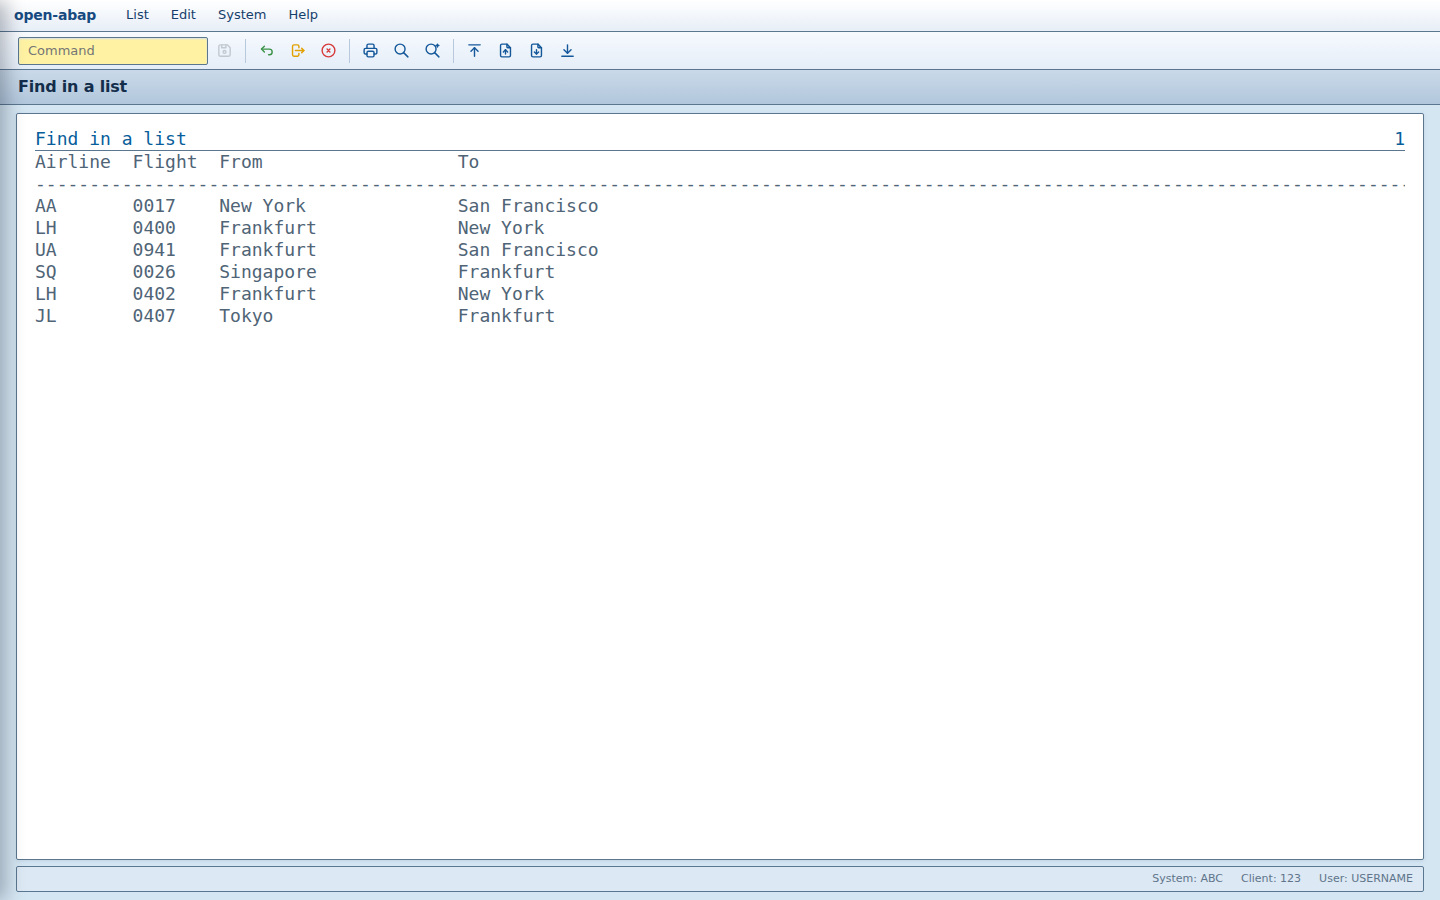 open-abap List Edit System Help
Command
Find in a list
Find in a list 1
Airline Flight From To
AA 0017 New York San Francisco
LH 0400 Frankfurt New York
UA 0941 Frankfurt San Francisco
SQ 0026 Singapore Frankfurt
LH 0402 Frankfurt New York
JL 0407 Tokyo Frankfurt
System: ABC Client: 123 User: USERNAME